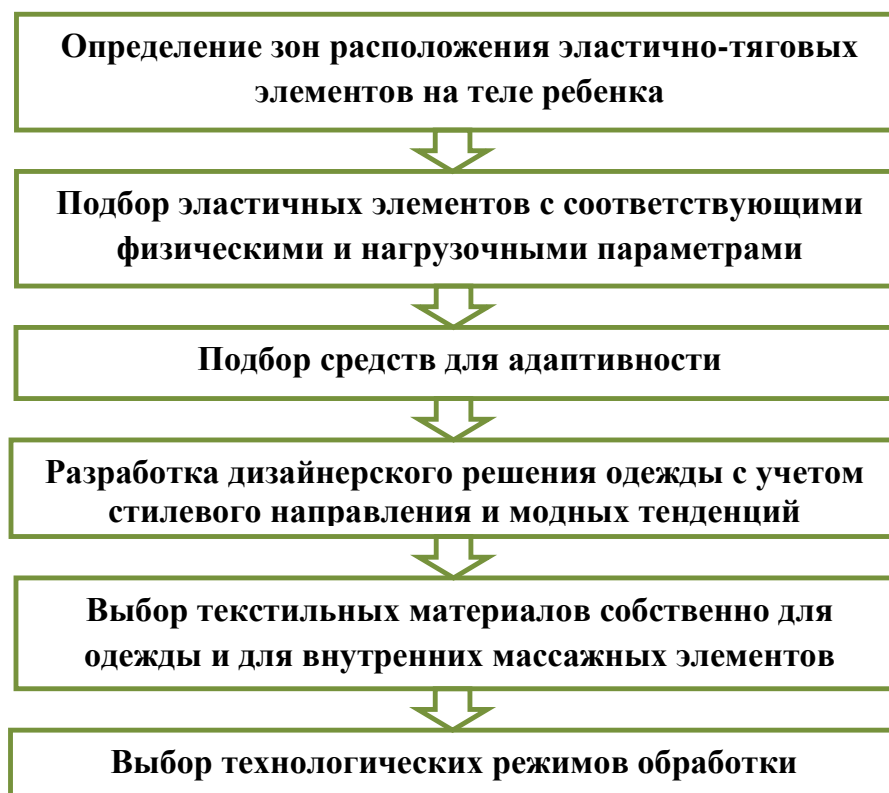 Определение зон расположения эластично-тяговых
элементов на теле ребенка
Подбор эластичных элементов с соответствующими
физическими и нагрузочными параметрами
Подбор средств для адаптивности
Разработка дизайнерского решения одежды с учетом
стилевого направления и модных тенденций
Выбор текстильных материалов собственно для
одежды и для внутренних массажных элементов
Выбор технологических режимов обработки